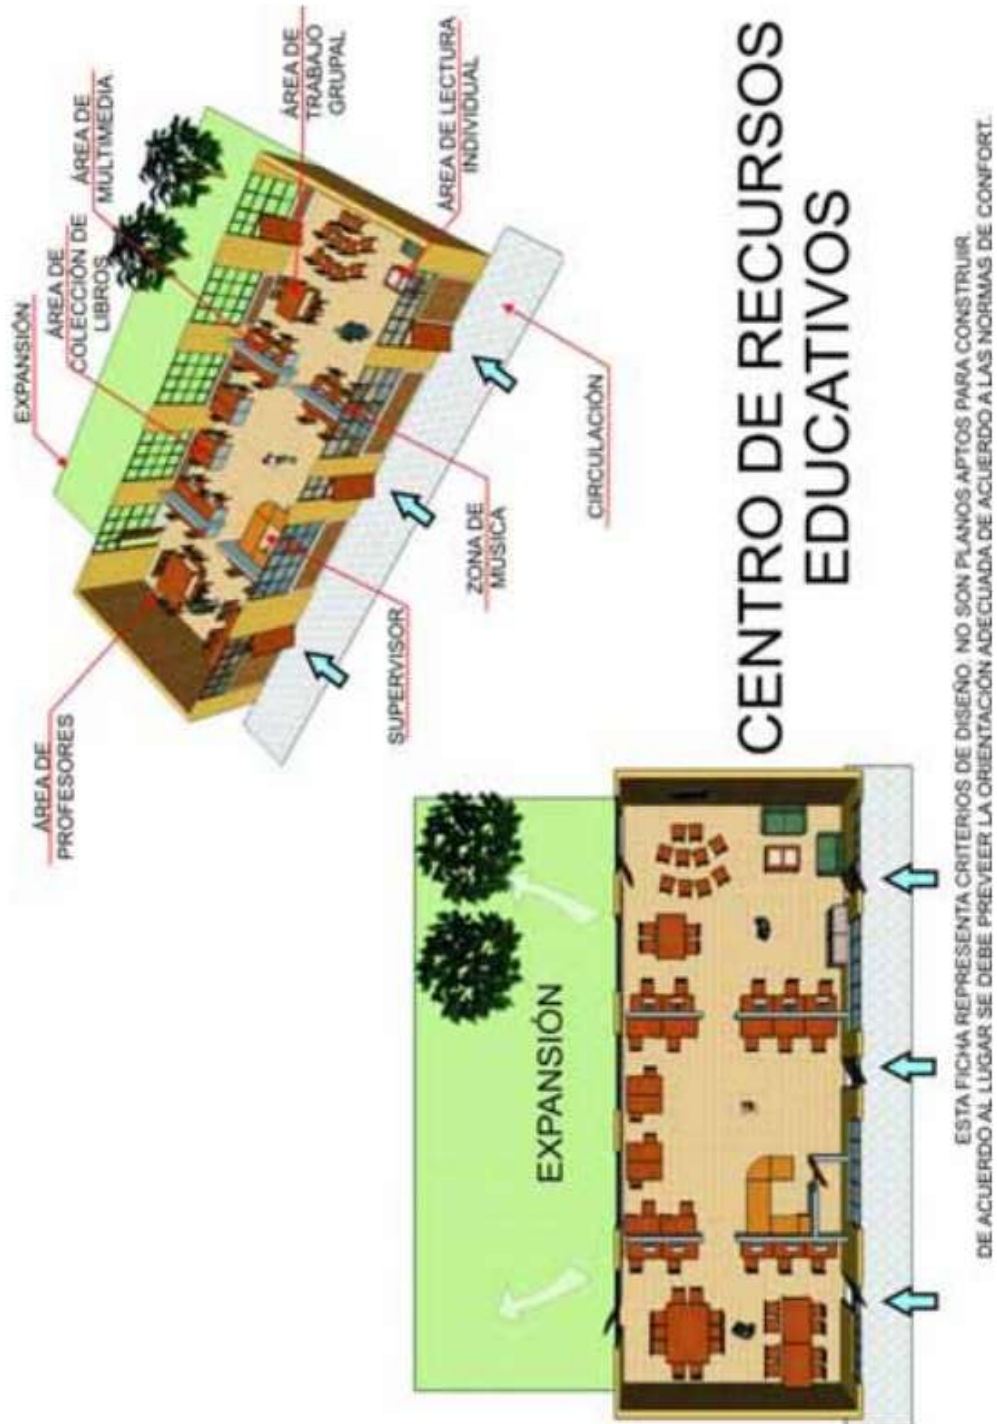 EXPANSIÓN
ÁREA DE
COLECCIÓN DE
LIBROS
ÁREA DE
MULTIMEDIA
ÁREA DE
TRABAJO
GRUPAL
ÁREA DE LECTURA
INDIVIDUAL
ÁREA DE
PROFESORES
SUPERVISOR
ZONA DE
MÚSICA
CIRCULACIÓN
EXPANSIÓN
CENTRO DE RECURSOS
EDUCATIVOS
ESTA FICHA REPRESENTA CRITERIOS DE DISEÑO. NO SON PLANOS APTOS PARA CONSTRUIR.
DE ACUERDO AL LUGAR SE DEBE PREVEER LA ORIENTACIÓN ADECUADA DE ACUERDO A LAS NORMAS DE CONFORT.